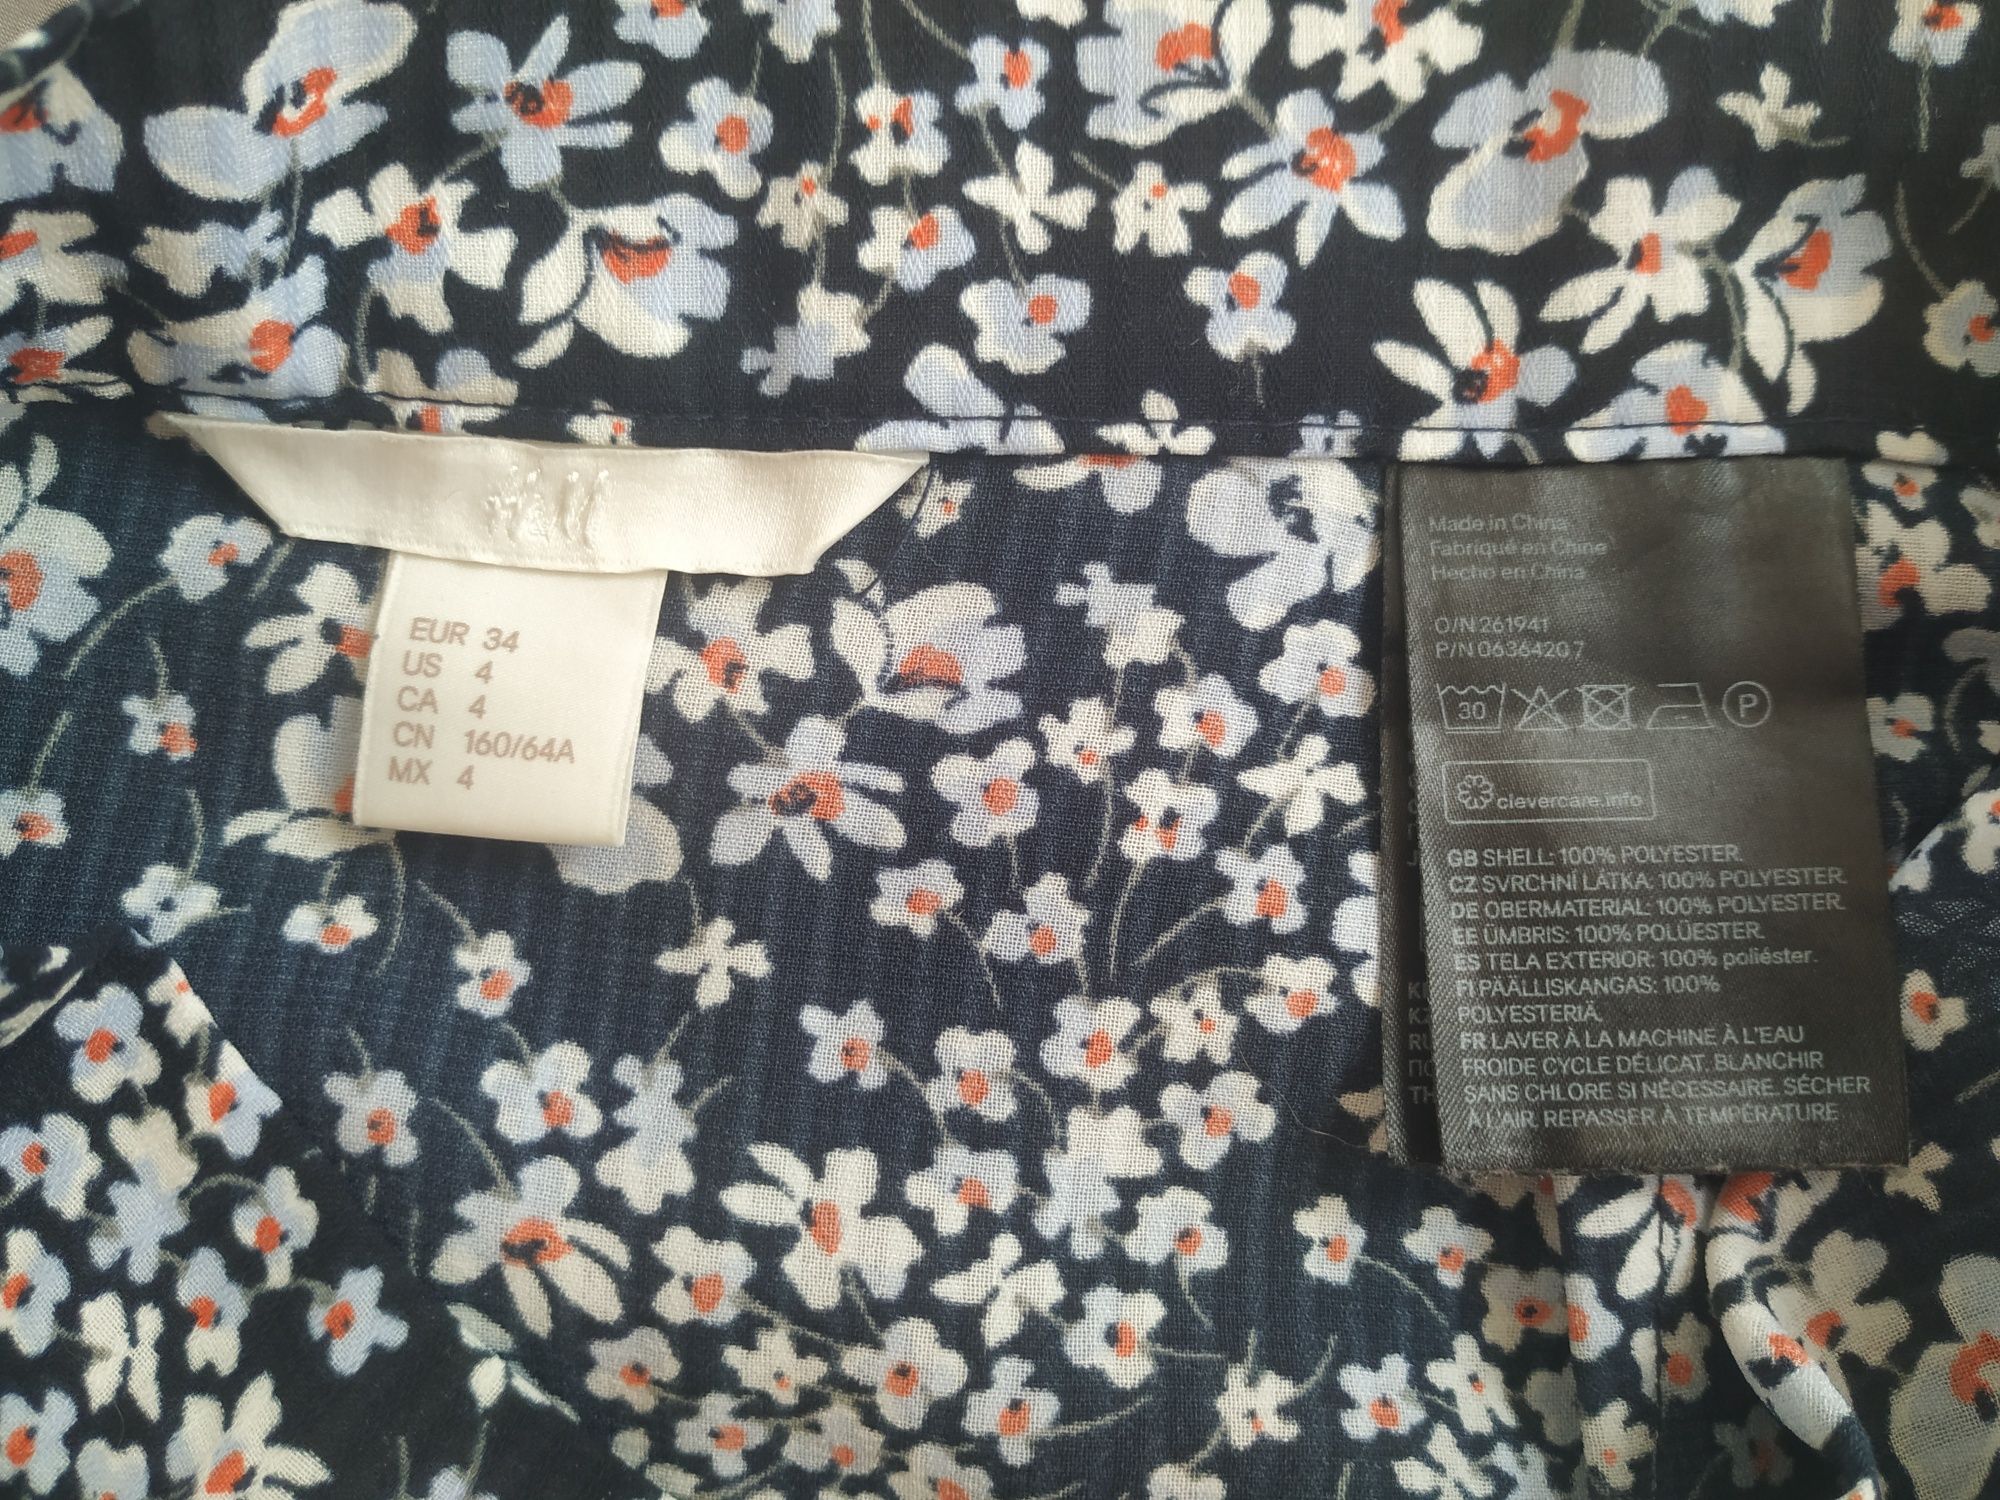 H&M
EUR 34
US 4
CA 4
CN 160/64A
MX 4
Made in China
Fabriqué en Chine
Hecho en China
O/N 261941
P/N 0636420 7
30
P
clevercare.info
GB SHELL: 100% POLYESTER.
CZ SVRCHNÍ LÁTKA: 100% POLYESTER.
DE OBERMATERIAL: 100% POLYESTER.
EE ÜMBRIS: 100% POLÜESTER.
ES TELA EXTERIOR: 100% poliéster.
FI PÄÄLLISKANGAS: 100%
POLYESTERIÄ.
FR LAVER À LA MACHINE À L'EAU
FROIDE CYCLE DÉLICAT. BLANCHIR
SANS CHLORE SI NÉCESSAIRE. SÉCHER
À L'AIR. REPASSER À TEMPÉRATURE